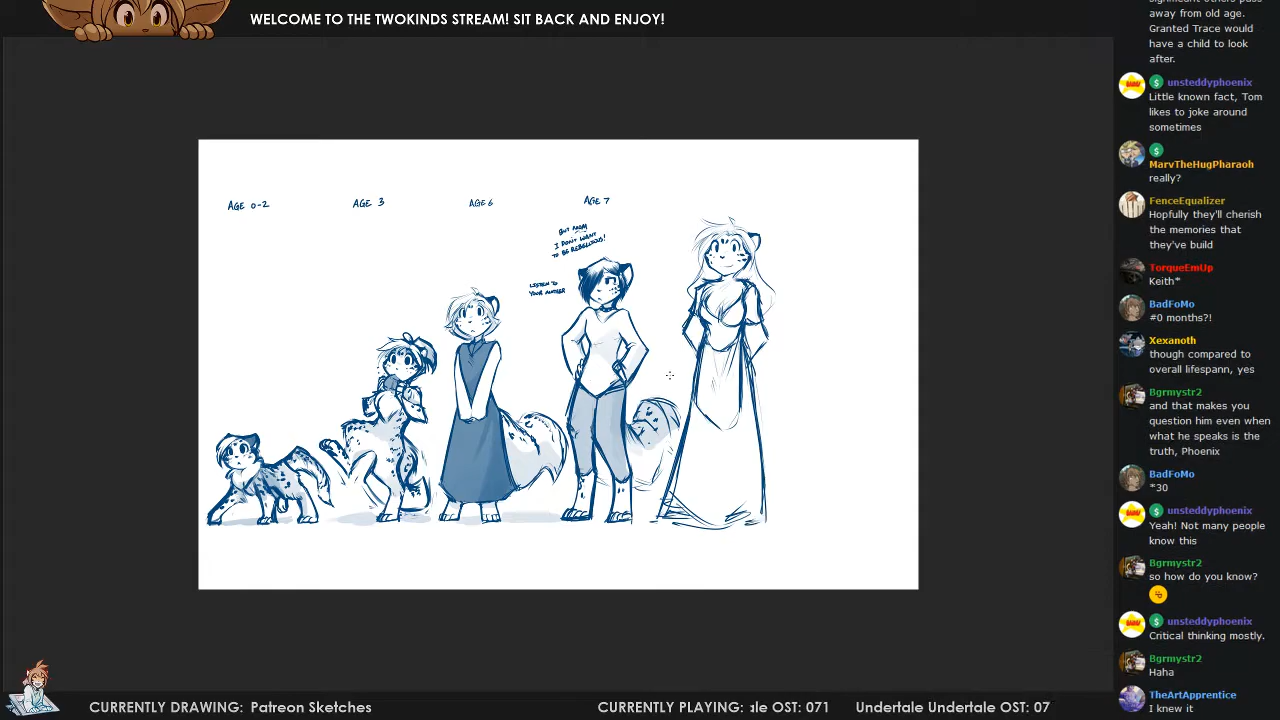 WELCOME TO THE TWOKINDS STREAM! SIT BACK AND ENJOY!
AGE 0-2
AGE 3
AGE 6
AGE 7
BUT MOM
I DON'T WANT
TO BE REBELLIOUS!
LISTEN TO
YOUR MOTHER
significant others pass
away from old age.
Granted Trace would
have a child to look
after.
unsteddyphoenix
Little known fact, Tom
likes to joke around
sometimes
MarvTheHugPharaoh
really?
FenceEqualizer
Hopfully they'll cherish
the memories that
they've build
TorqueEmUp
Keith*
BadFoMo
#0 months?!
Xexanoth
though compared to
overall lifespann, yes
Bgrmystr2
and that makes you
question him even when
what he speaks is the
truth, Phoenix
BadFoMo
*30
unsteddyphoenix
Yeah! Not many people
know this
Bgrmystr2
so how do you know?
unsteddyphoenix
Critical thinking mostly.
Bgrmystr2
Haha
TheArtApprentice
I knew it
CURRENTLY DRAWING: Patreon Sketches
CURRENTLY PLAYING: ale OST: 071 Undertale Undertale OST: 07